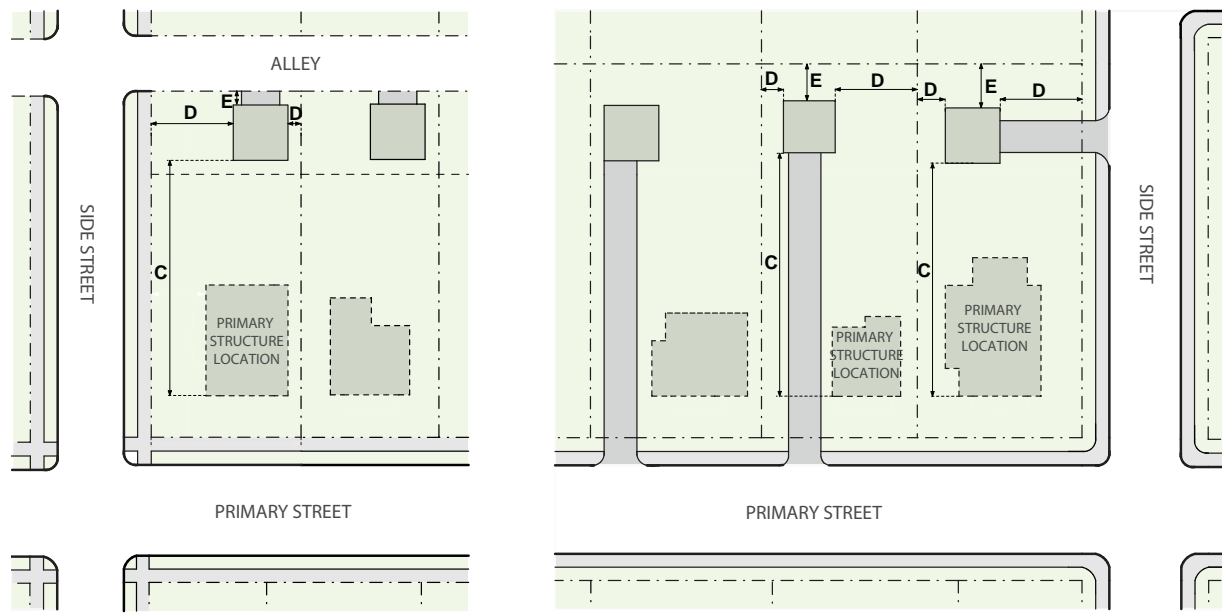 ALLEY
E
D
D
C
SIDE STREET
PRIMARY
STRUCTURE
LOCATION
PRIMARY STREET
D
E
D
D
E
D
C
C
PRIMARY
STRUCTURE
LOCATION
PRIMARY
STRUCTURE
LOCATION
SIDE STREET
PRIMARY STREET